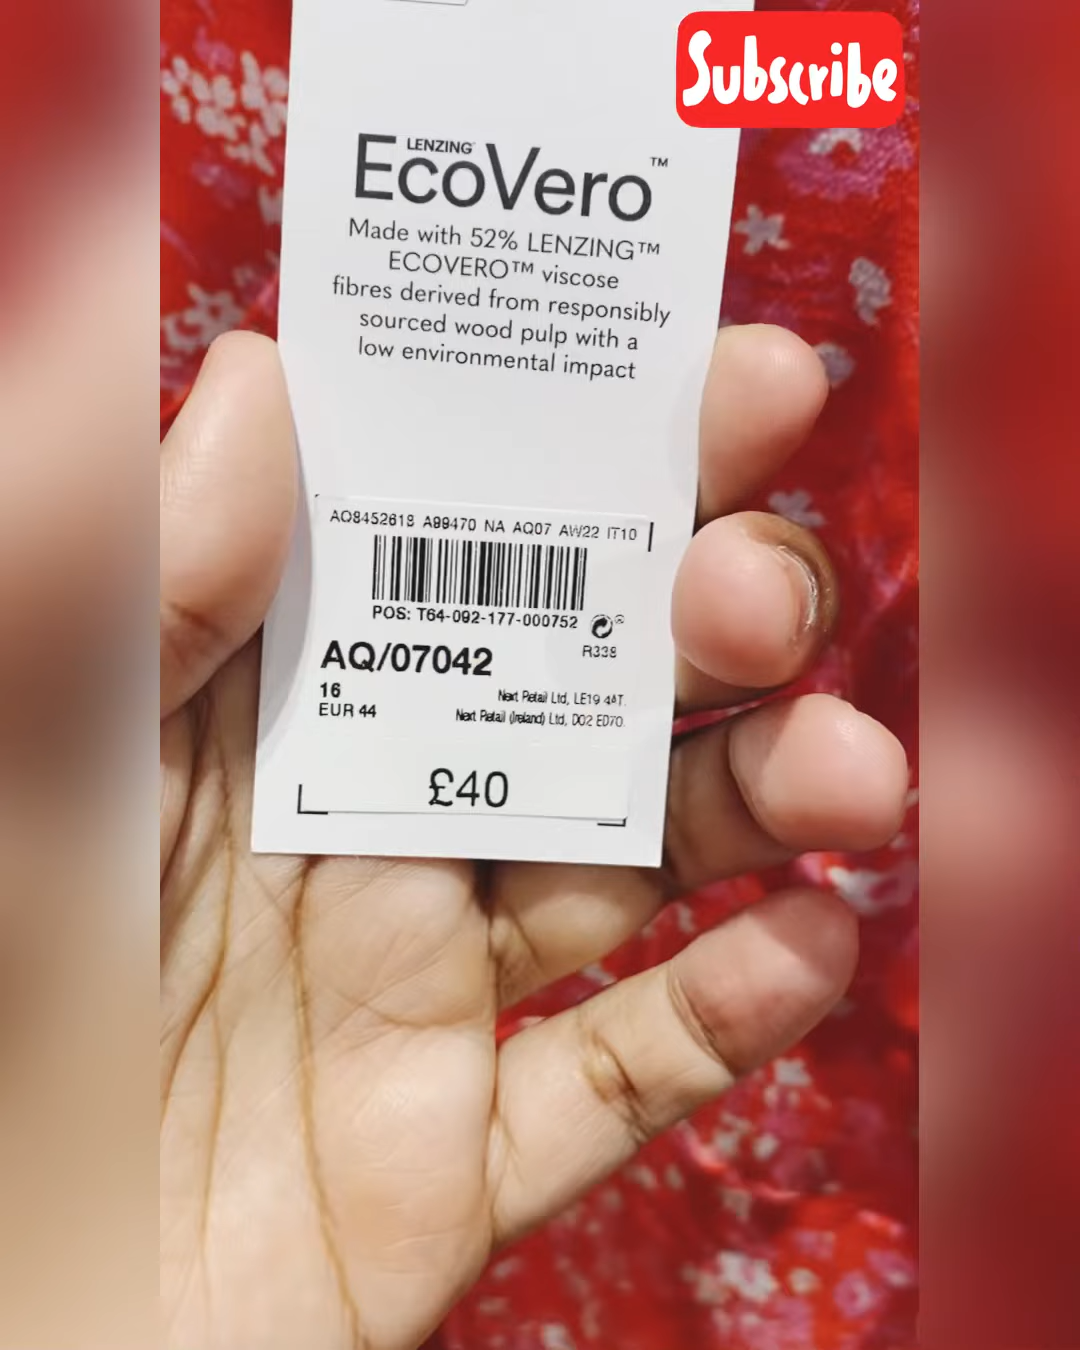 Subscribe
LENZING
EcoVero™
Made with 52% LENZING™
ECOVERO™ viscose
fibres derived from responsibly
sourced wood pulp with a
low environmental impact
AQ8452618 A99470 NA AQ07 AW22 IT10
POS: T64-092-177-000752
R338
AQ/07042
16
Next Retail Ltd, LE19 4AT.
EUR 44
Next Retail (Ireland) Ltd, D02 ED70.
£40